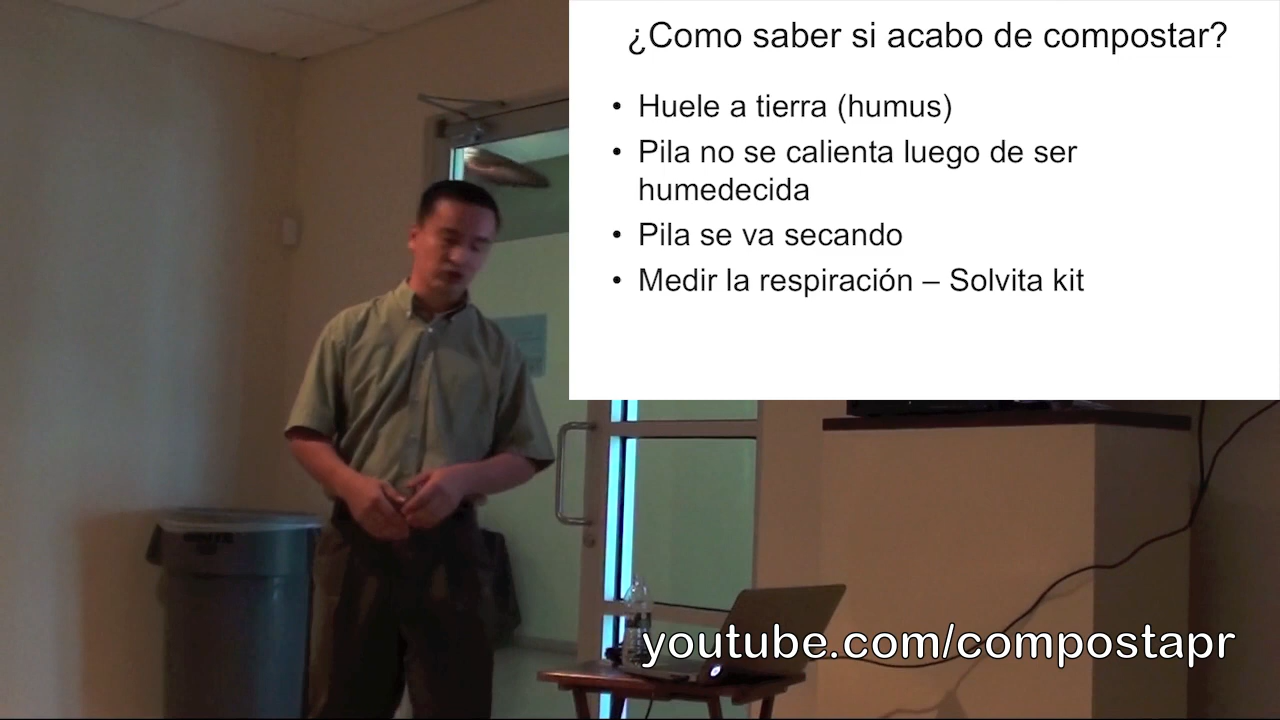 ¿Como saber si acabo de compostar?
• Huele a tierra (humus)
• Pila no se calienta luego de ser
humedecida
• Pila se va secando
• Medir la respiración – Solvita kit
youtube.com/compostapr